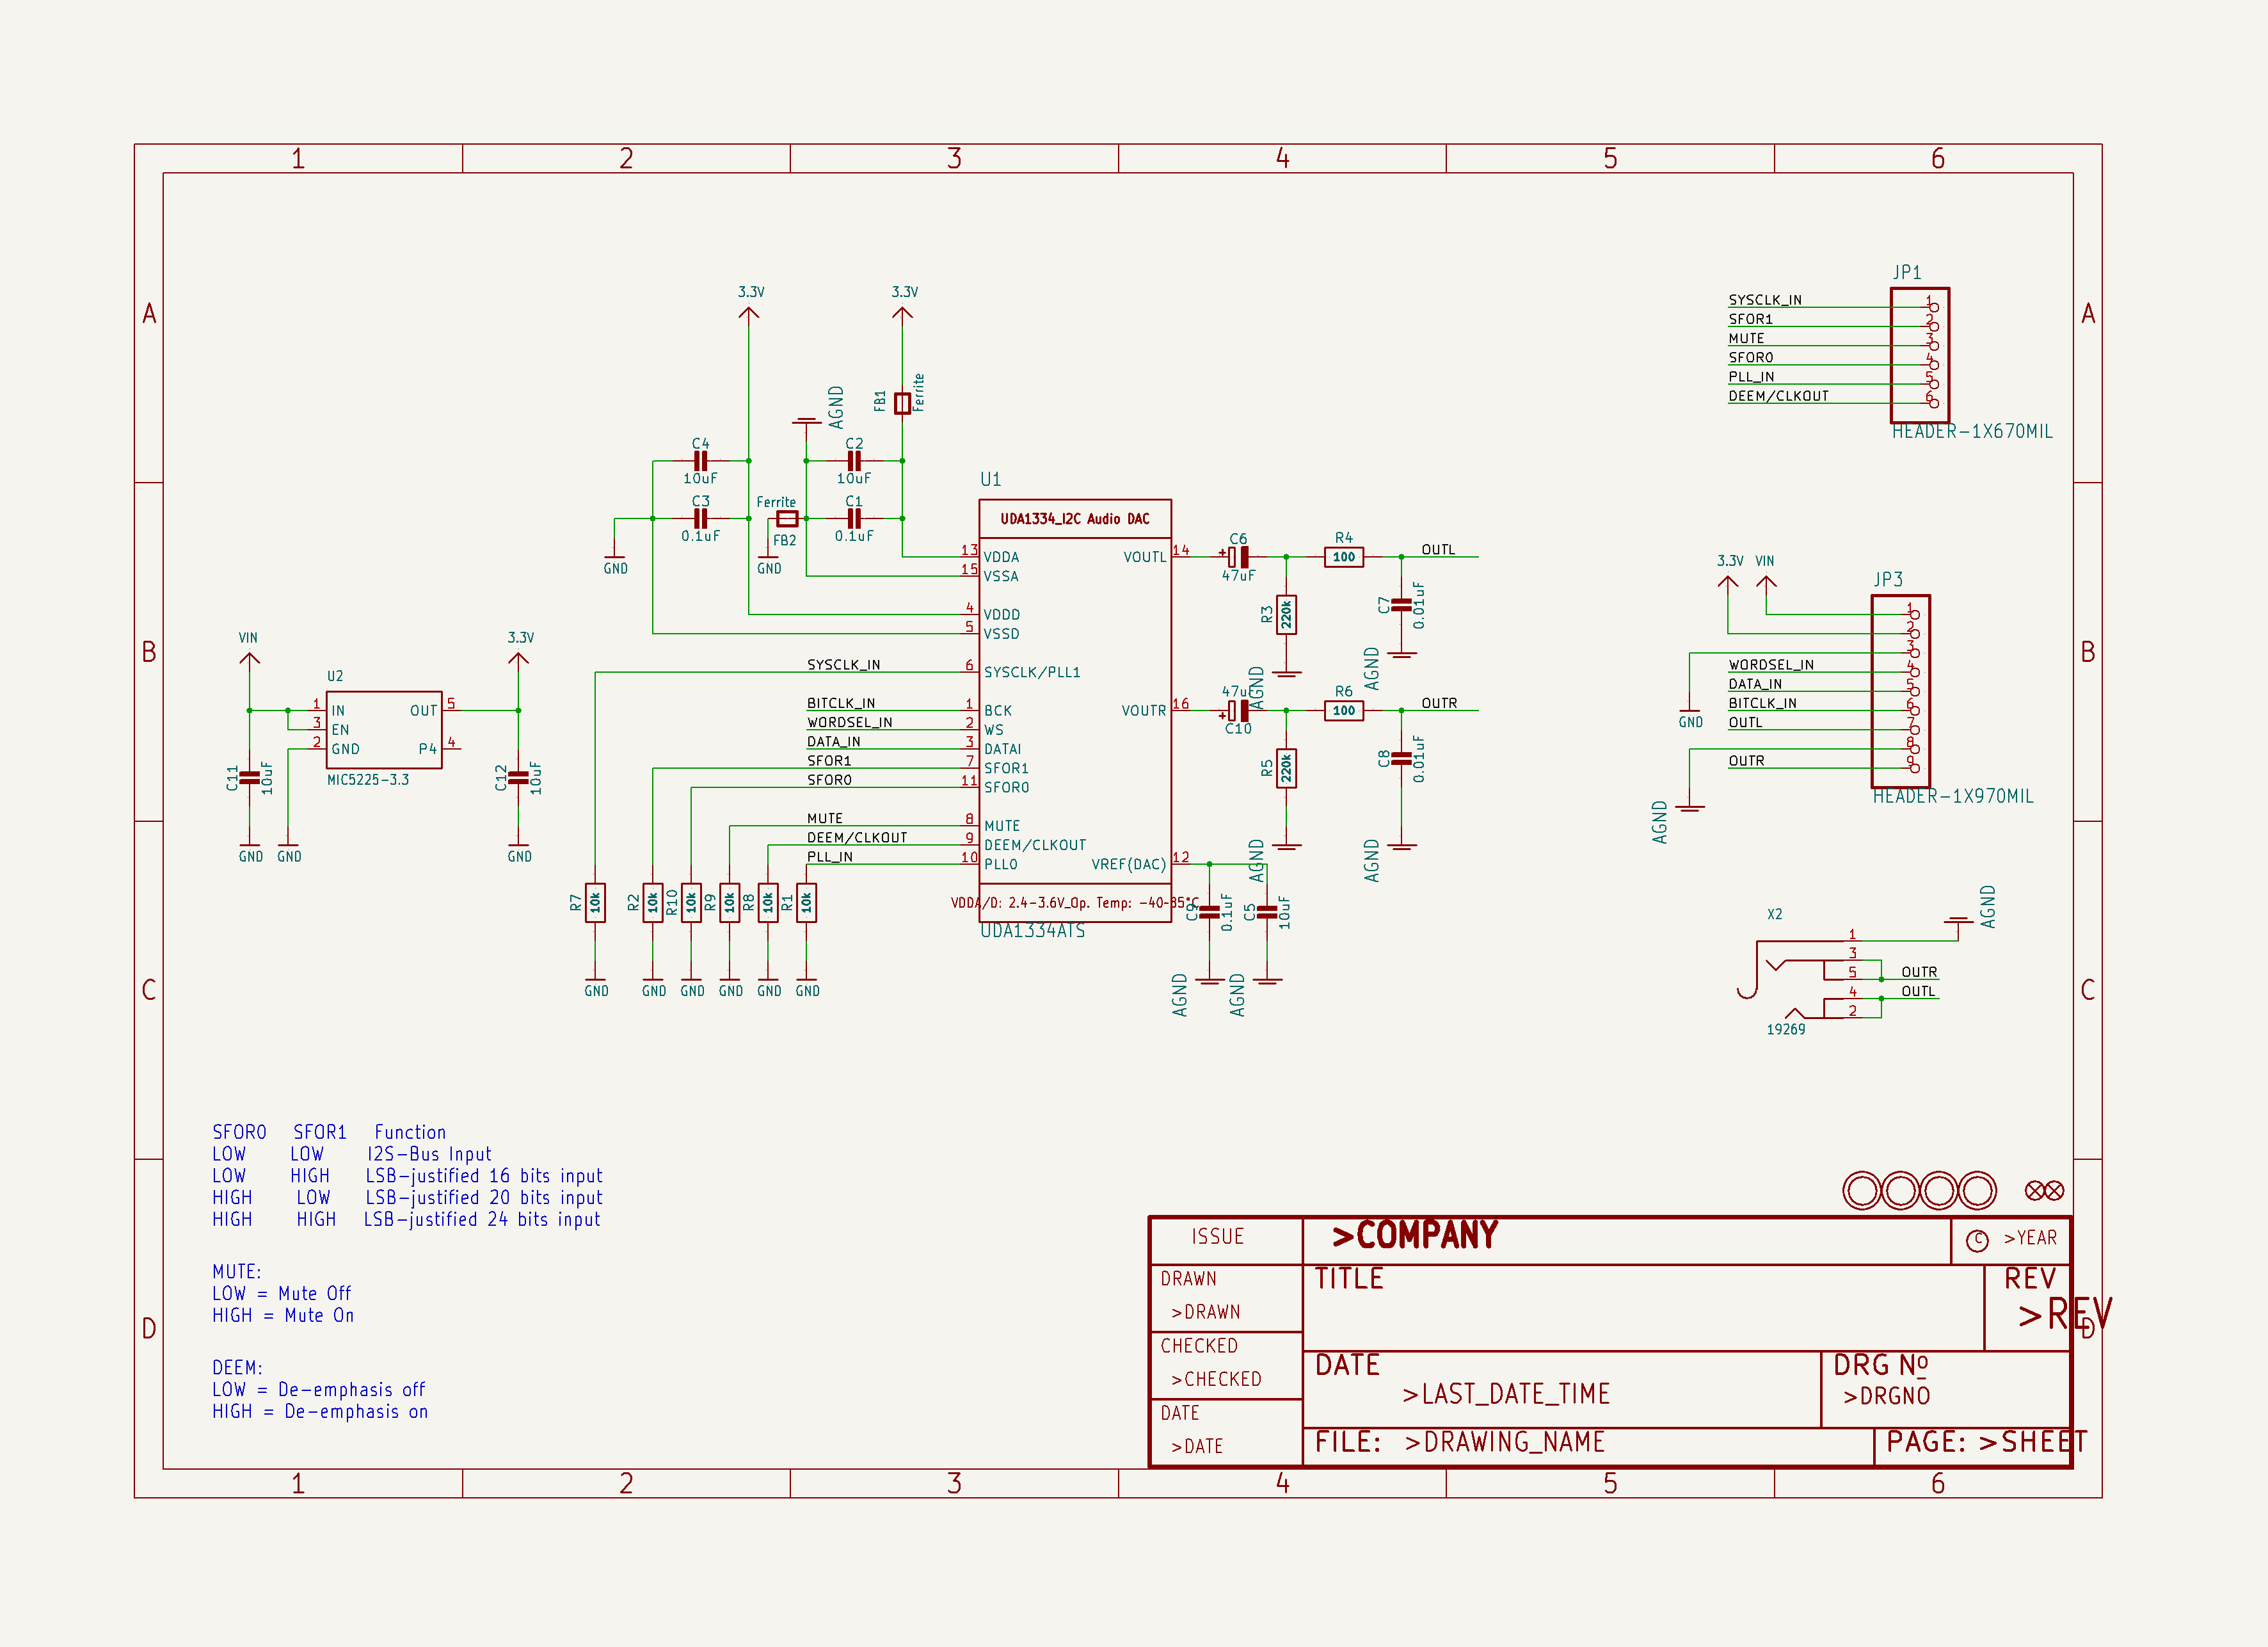 1 2 3 4 5 6
A A
B B
C C
D D
3.3V
3.3V
FB1
Ferrite
AGND
C4
10uF
C2
10uF
C3
0.1uF
Ferrite
FB2
C1
0.1uF
GND
GND
U1
UDA1334_I2C Audio DAC
13 VDDA
15 VSSA
4 VDDD
5 VSSD
SYSCLK_IN 6 SYSCLK/PLL1
BITCLK_IN 1 BCK
WORDSEL_IN 2 WS
DATA_IN 3 DATAI
SFOR1 7 SFOR1
SFOR0 11 SFOR0
MUTE 8 MUTE
DEEM/CLKOUT 9 DEEM/CLKOUT
PLL_IN 10 PLL0
VOUTL 14
VOUTR 16
VREF(DAC) 12
VDDA/D: 2.4-3.6V_Op. Temp: -40~85°C
UDA1334ATS
C6
47uF
R4
100
OUTL
R3
220k
C7
0.01uF
AGND
AGND
47uF
C10
R6
100
OUTR
R5
220k
C8
0.01uF
AGND
AGND
C9
0.1uF
C5
10uF
AGND
AGND
R7
10k
R2
10k
R10
10k
R9
10k
R8
10k
R1
10k
GND GND GND GND GND GND
VIN
3.3V
U2
1 IN
3 EN
2 GND
OUT 5
P4 4
MIC5225-3.3
C11
10uF
C12
10uF
GND GND GND
JP1
SYSCLK_IN 1
SFOR1 2
MUTE 3
SFOR0 4
PLL_IN 5
DEEM/CLKOUT 6
HEADER-1X670MIL
3.3V VIN
JP3
1
2
3
WORDSEL_IN 4
DATA_IN 5
BITCLK_IN 6
OUTL 7
8
OUTR 9
GND
AGND
HEADER-1X970MIL
X2
AGND
1
3
5 OUTR
4 OUTL
2
19269
SFOR0 SFOR1 Function
LOW LOW I2S-Bus Input
LOW HIGH LSB-justified 16 bits input
HIGH LOW LSB-justified 20 bits input
HIGH HIGH LSB-justified 24 bits input
MUTE:
LOW = Mute Off
HIGH = Mute On
DEEM:
LOW = De-emphasis off
HIGH = De-emphasis on
ISSUE
>COMPANY
© >YEAR
DRAWN
>DRAWN
TITLE
REV
>REV
CHECKED
>CHECKED
DATE
>LAST_DATE_TIME
DRG Nº
>DRGNO
DATE
>DATE
FILE: >DRAWING_NAME
PAGE: >SHEET
1 2 3 4 5 6